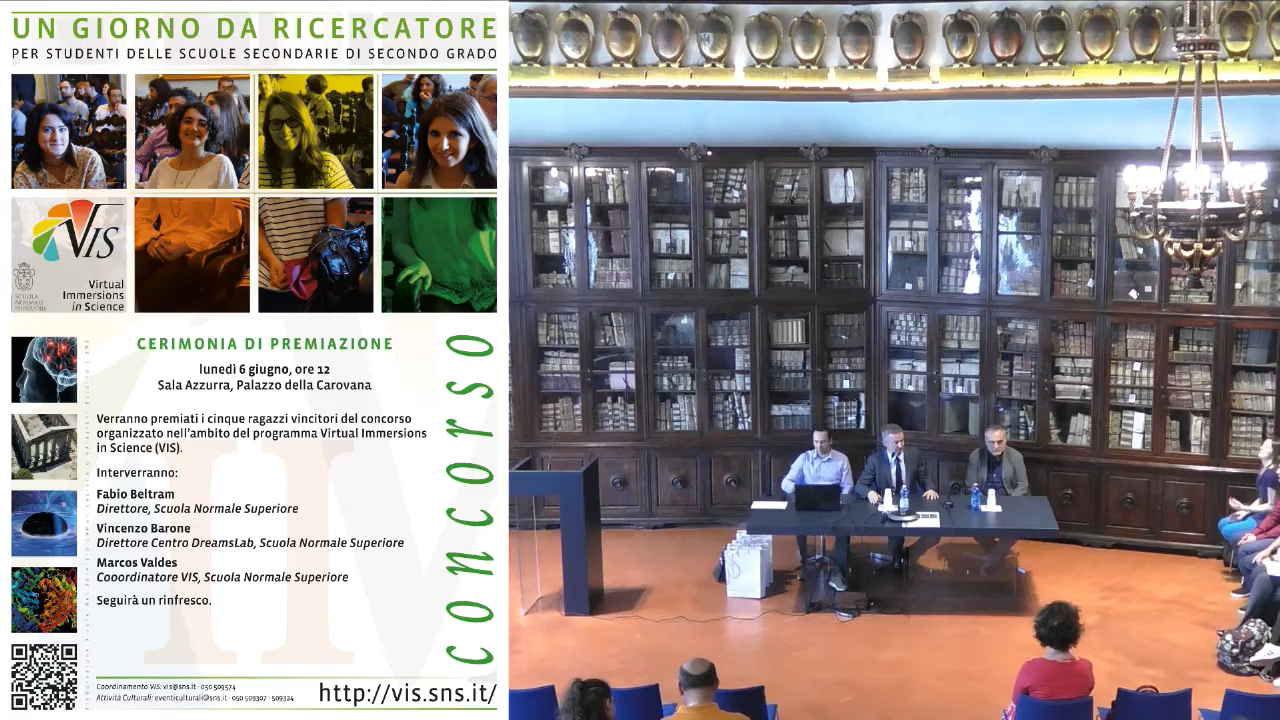 UN GIORNO DA RICERCATORE
PER STUDENTI DELLE SCUOLE SECONDARIE DI SECONDO GRADO
VIS
SCUOLA
NORMALE
SUPERIORE
Virtual
Immersions
in Science
concorso
CERIMONIA DI PREMIAZIONE
lunedì 6 giugno, ore 12
Sala Azzurra, Palazzo della Carovana
Verranno premiati i cinque ragazzi vincitori del concorso
organizzato nell'ambito del programma Virtual Immersions
in Science (VIS).
Interverranno:
Fabio Beltram
Direttore, Scuola Normale Superiore
Vincenzo Barone
Direttore Centro DreamsLab, Scuola Normale Superiore
Marcos Valdes
Cooordinatore VIS, Scuola Normale Superiore
Seguirà un rinfresco.
II
Coordinamento VIS: vis@sns.it · 050 509574
Attività Culturali: eventiculturali@sns.it · 050 509307 · 509324
http://vis.sns.it/